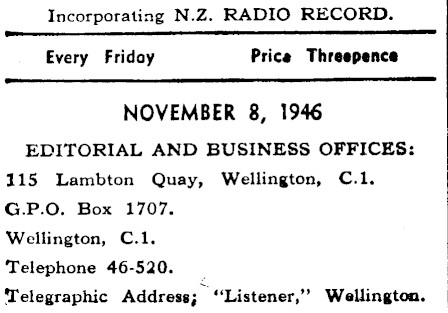 Incorporating N.Z. RADIO RECORD.
Every Friday Price Threepence
NOVEMBER 8, 1946
EDITORIAL AND BUSINESS OFFICES:
115 Lambton Quay, Wellington, C.1.
G.P.O. Box 1707.
Wellington, C.1.
Telephone 46-520.
Telegraphic Address; "Listener," Wellington.